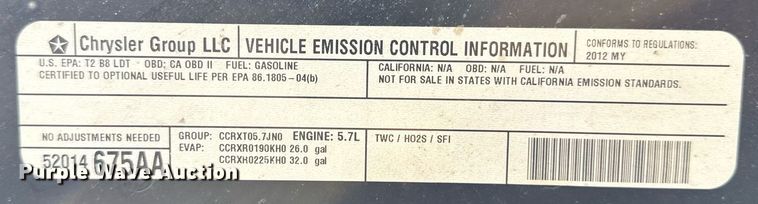 Chrysler Group LLC
VEHICLE EMISSION CONTROL INFORMATION
CONFORMS TO REGULATIONS:
2012 MY
U.S. EPA: T2 B8 LDT OBD: CA OBD II FUEL: GASOLINE
CERTIFIED TO OPTIONAL USEFUL LIFE PER EPA 86.1805-04(b)
CALIFORNIA: N/A OBD: N/A FUEL: N/A
NOT FOR SALE IN STATES WITH CALIFORNIA EMISSION STANDARDS.
NO ADJUSTMENTS NEEDED
52014 675AA
GROUP: CCRXT05.7JN0 ENGINE: 5.7L
EVAP: CCRXR0190KH0 26.0 gal
CCRXH0225KH0 32.0 gal
TWC / HO2S / SFI
Purple Wave Auction